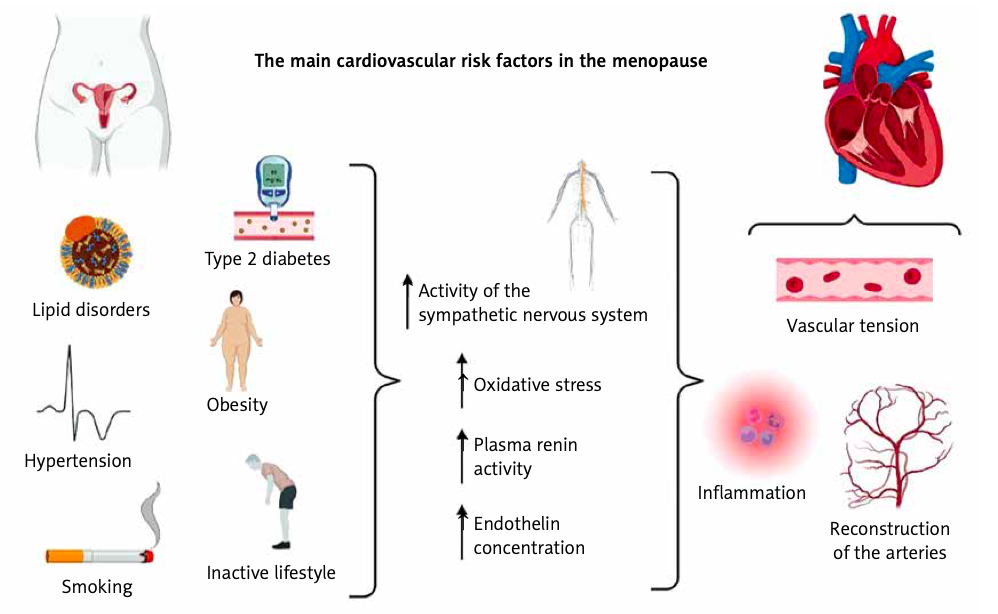 The main cardiovascular risk factors in the menopause
Type 2 diabetes
Lipid disorders
Obesity
Hypertension
Inactive lifestyle
Smoking
Activity of the
sympathetic nervous system
Oxidative stress
Plasma renin
activity
Endothelin
concentration
Vascular tension
Inflammation
Reconstruction
of the arteries